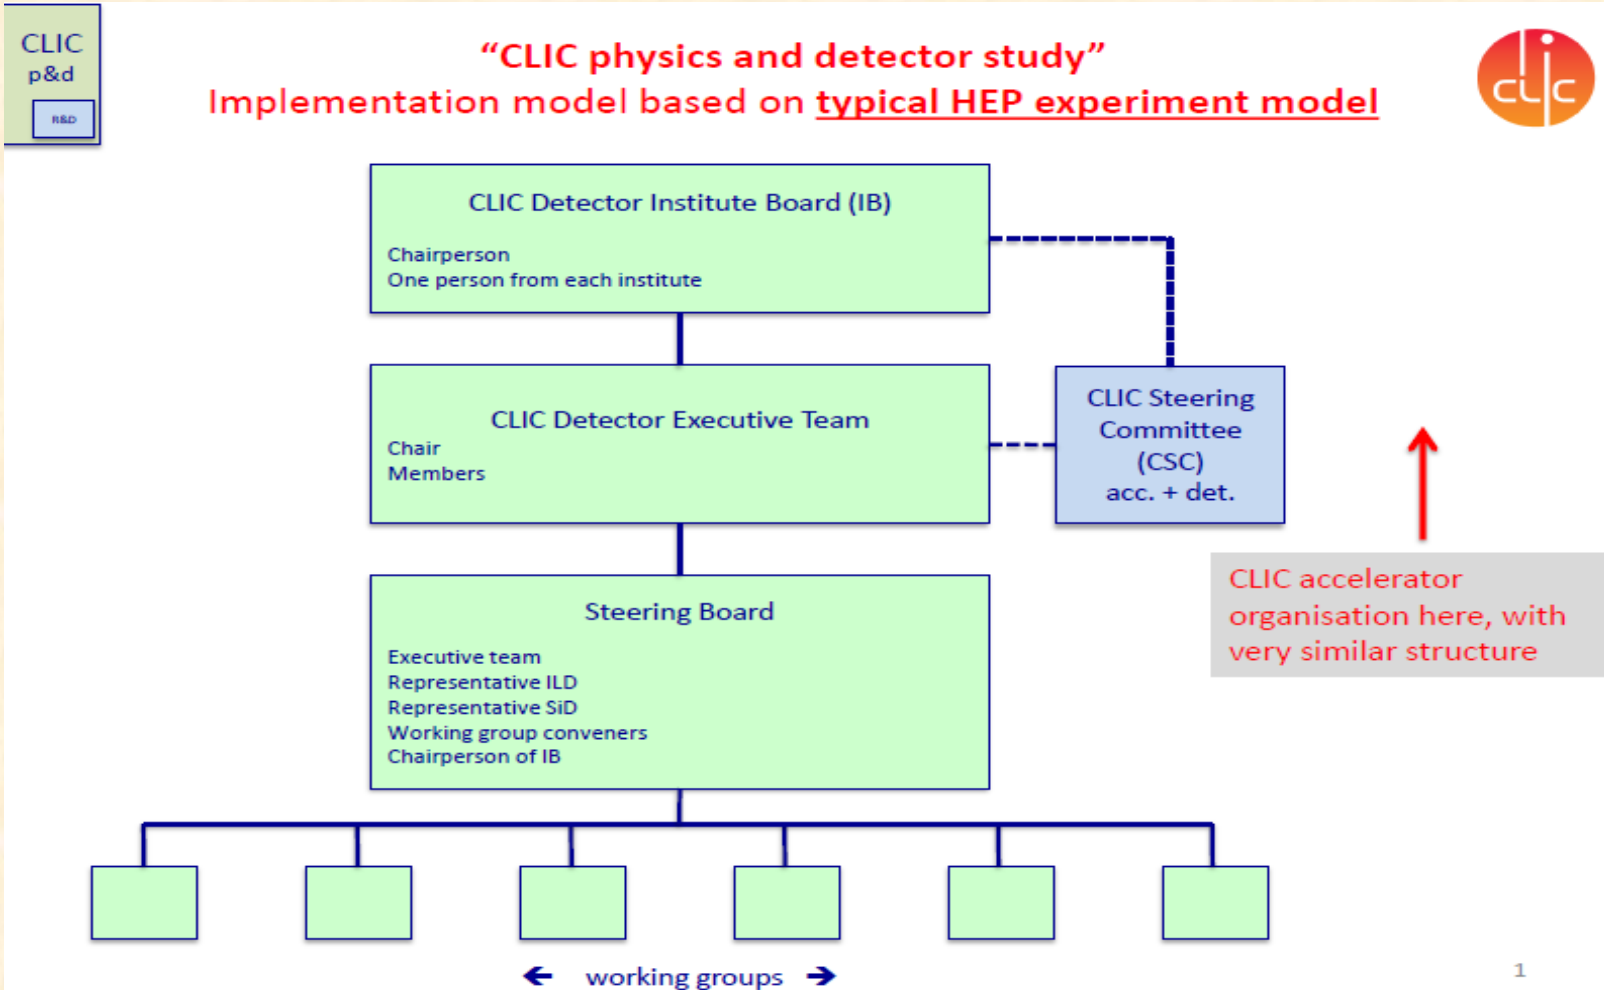 CLIC
p&d
R&D
“CLIC physics and detector study”
Implementation model based on typical HEP experiment model
clic
CLIC Detector Institute Board (IB)
Chairperson
One person from each institute
CLIC Detector Executive Team
Chair
Members
CLIC Steering
Committee
(CSC)
acc. + det.
CLIC accelerator
organisation here, with
very similar structure
Steering Board
Executive team
Representative ILD
Representative SiD
Working group conveners
Chairperson of IB
← working groups →
1